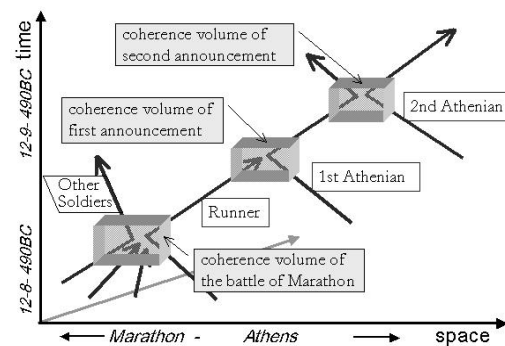 time
12-9-490BC
12-8-490BC
coherence volume
of second announcement
coherence volume of
first announcement
2nd Athenian
1st Athenian
Other
Soldiers
Runner
coherence volume of
the battle of Marathon
Marathon - Athens
space